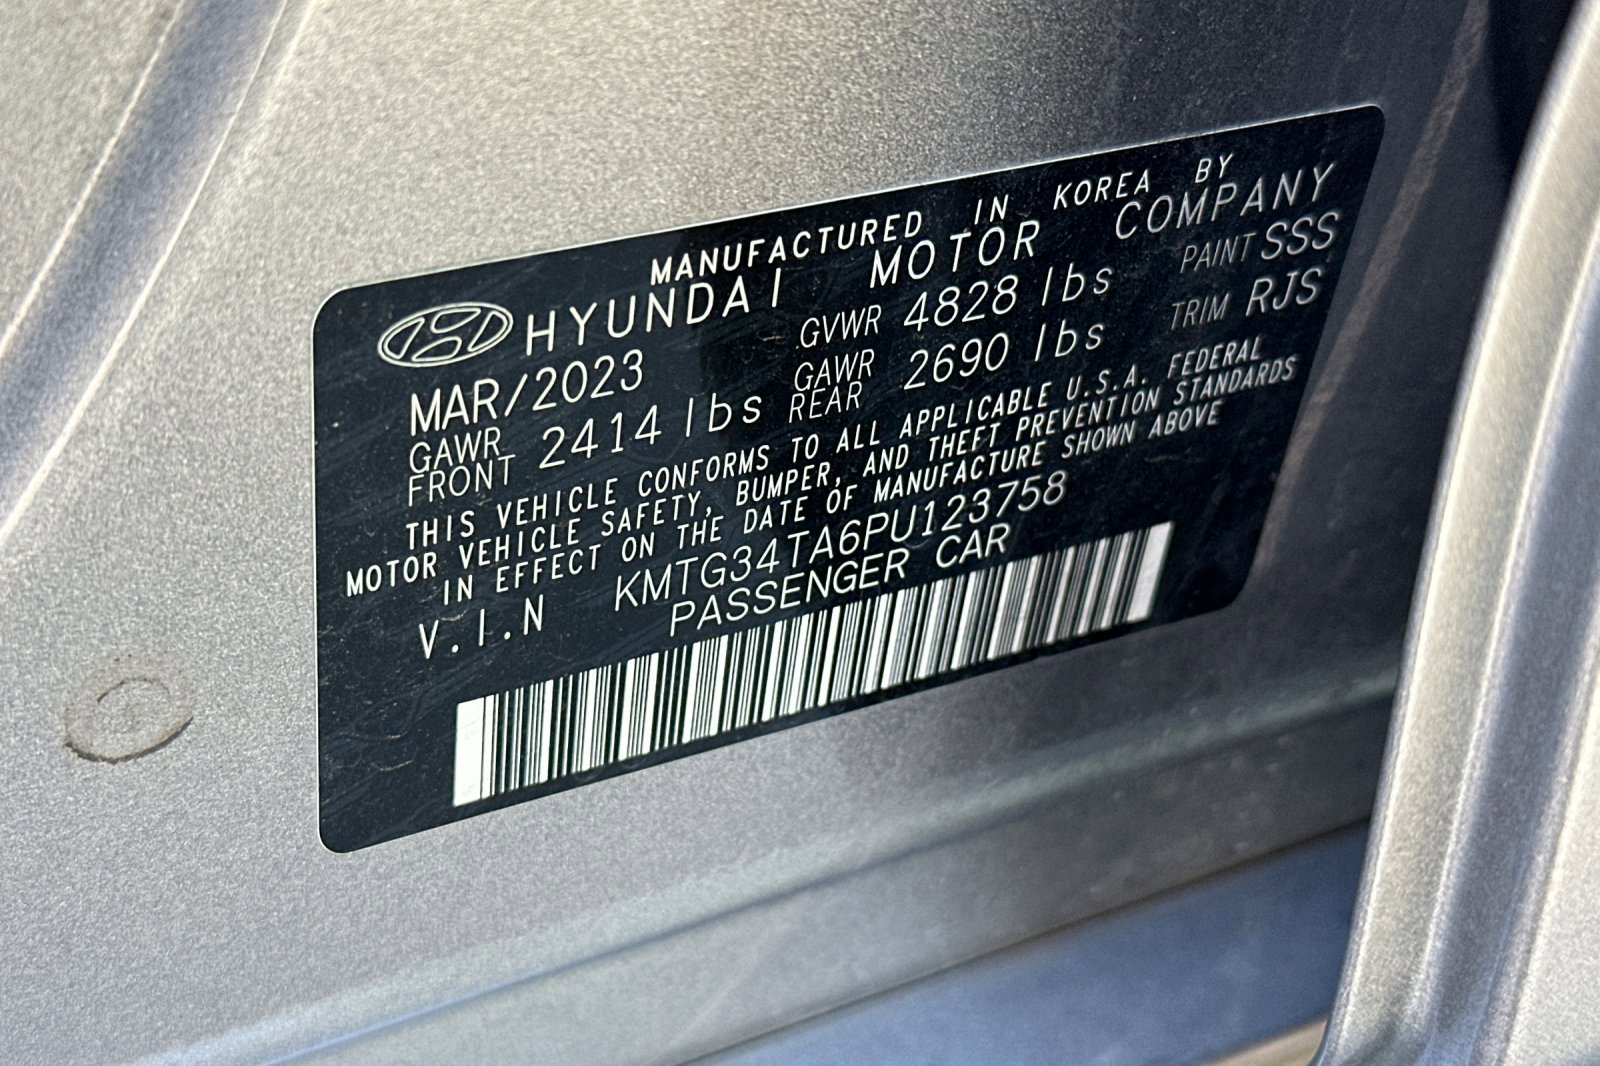 MANUFACTURED IN KOREA BY
HYUNDAI MOTOR COMPANY
MAR/2023 GVWR 4828 lbs PAINT SSS
GAWR FRONT 2414 lbs GAWR REAR 2690 lbs TRIM RJS
THIS VEHICLE CONFORMS TO ALL APPLICABLE U.S.A. FEDERAL
MOTOR VEHICLE SAFETY, BUMPER, AND THEFT PREVENTION STANDARDS
IN EFFECT ON THE DATE OF MANUFACTURE SHOWN ABOVE
V.I.N KMTG34TA6PU123758
PASSENGER CAR